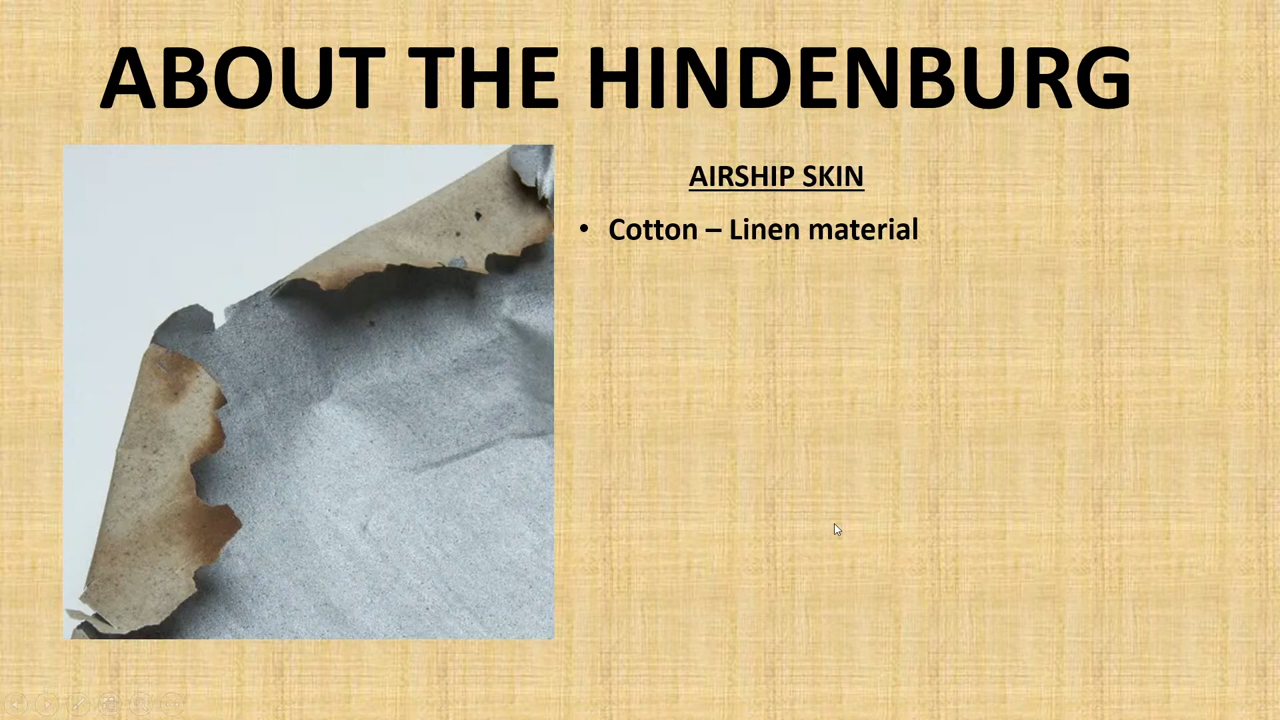 ABOUT THE HINDENBURG
AIRSHIP SKIN
• Cotton – Linen material